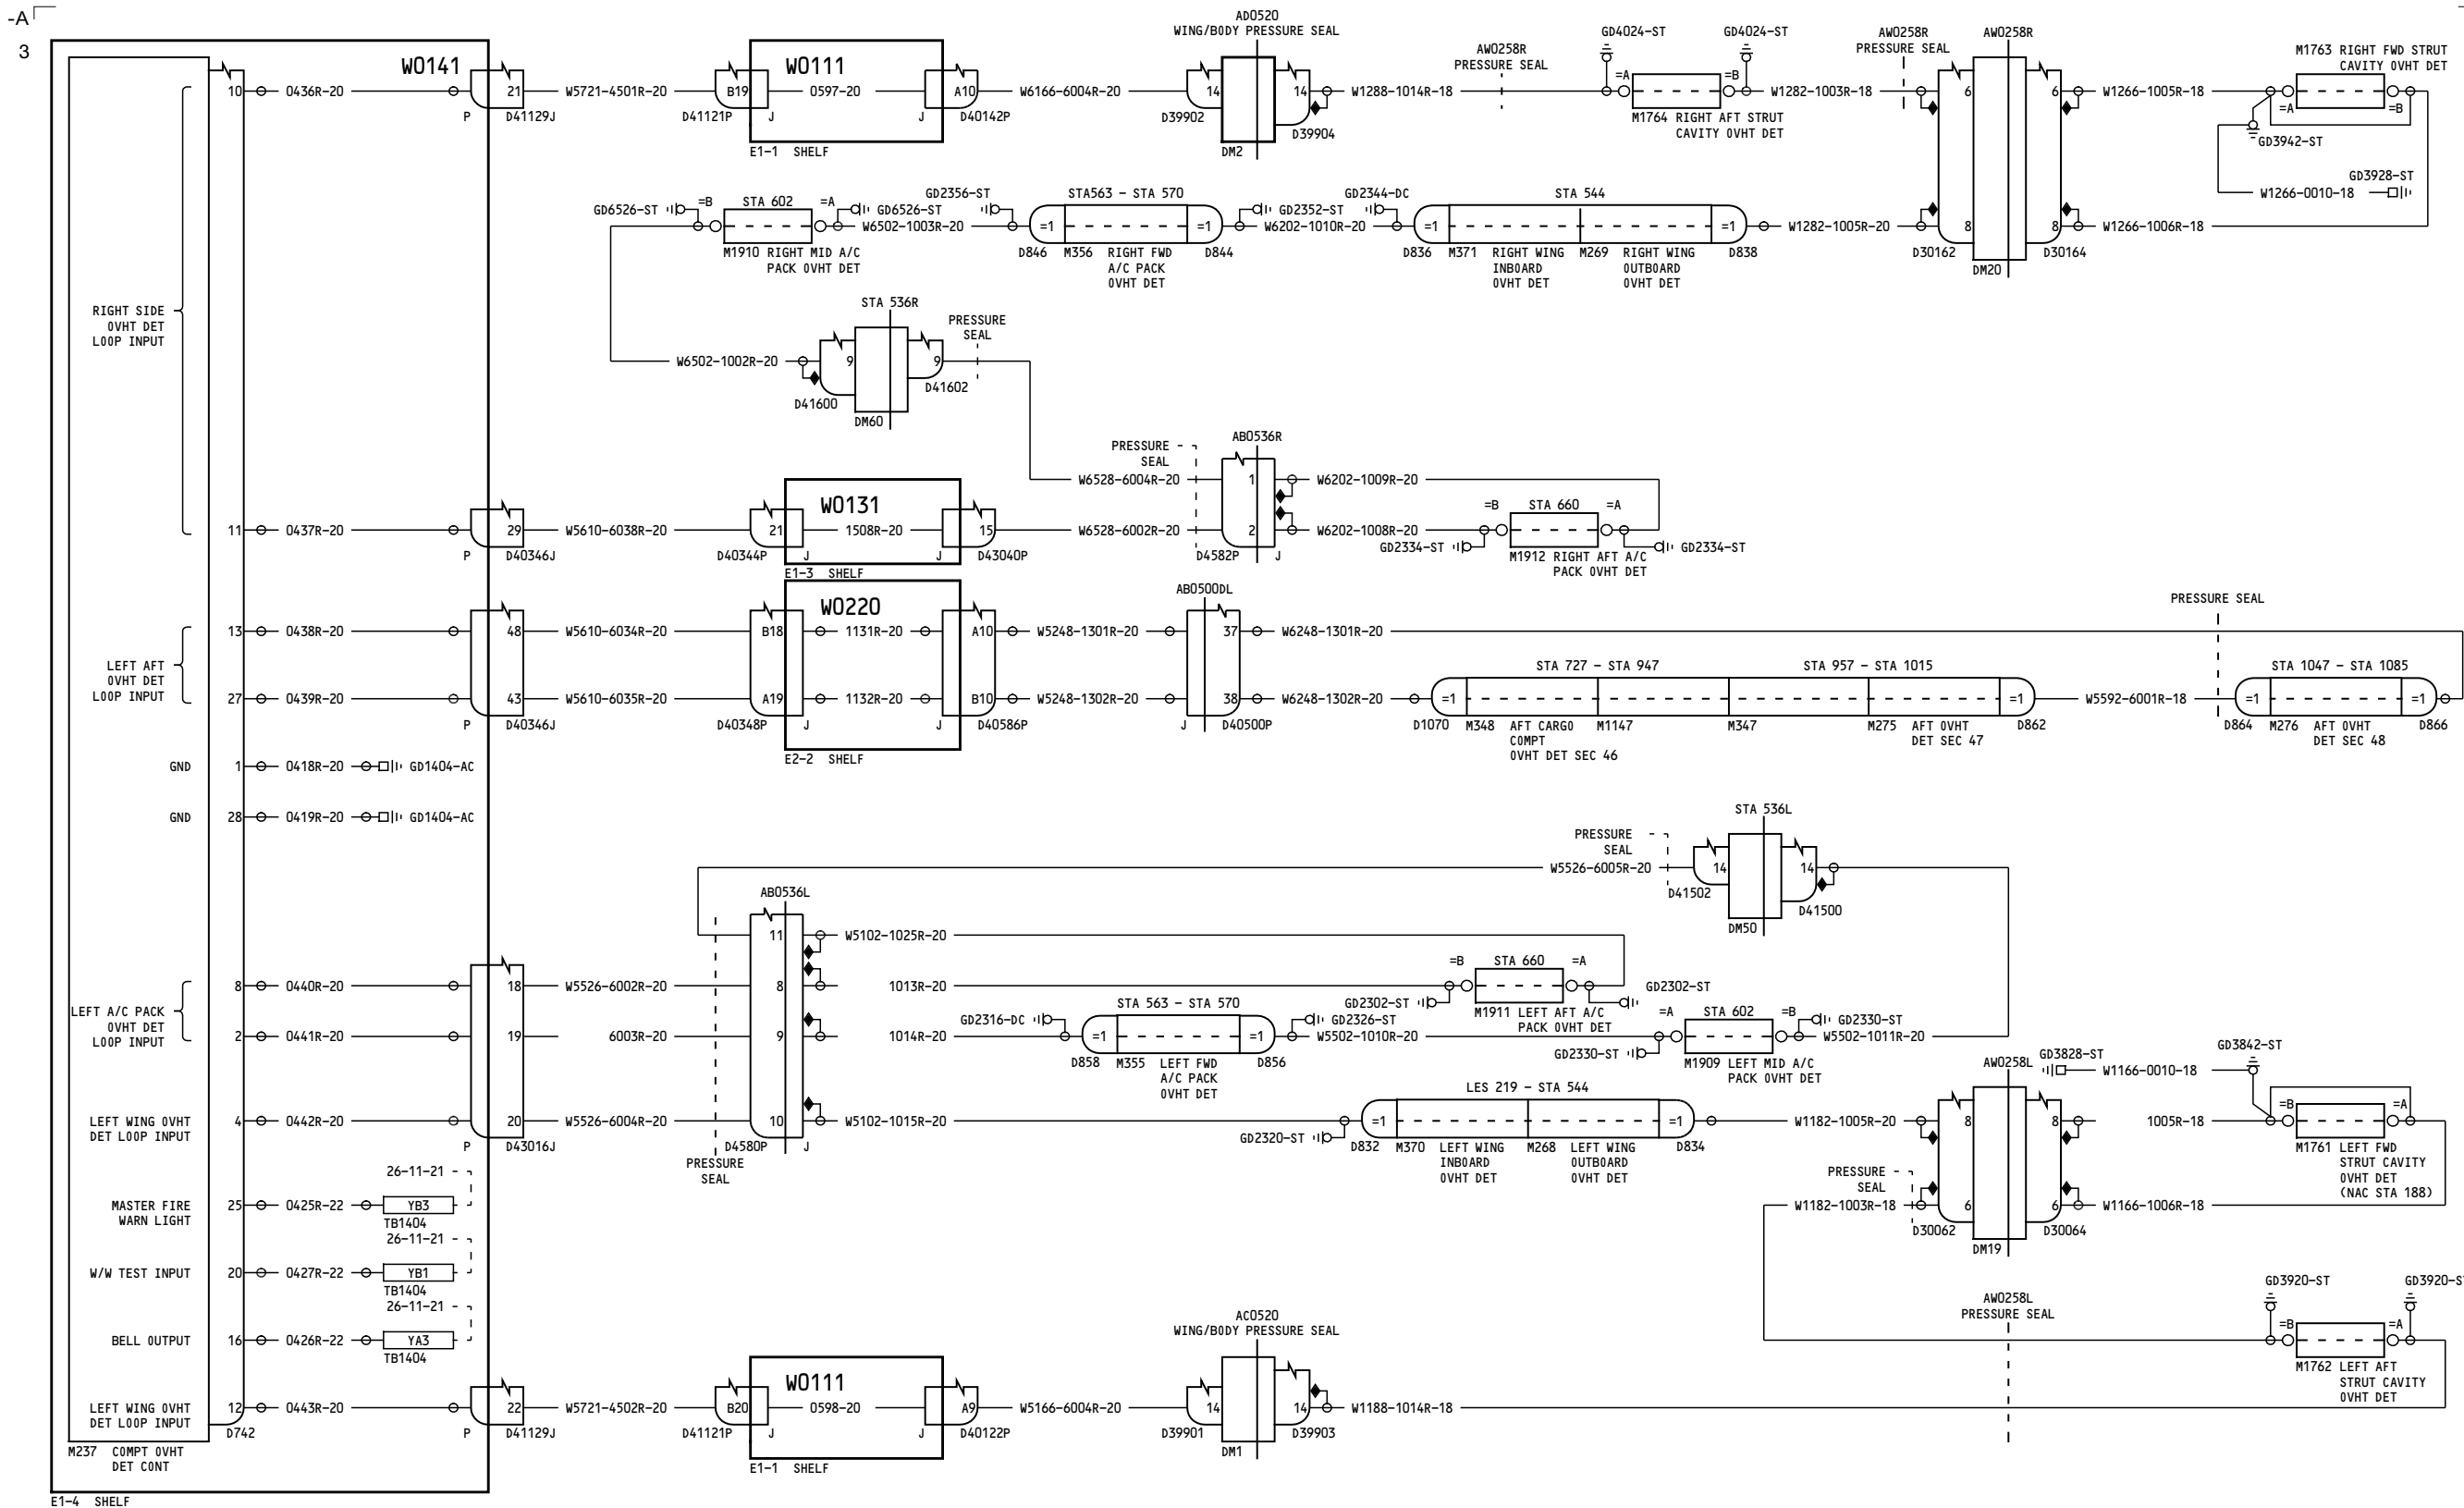 -A
3
W0141
10
0436R-20
21
P
D41129J
W5721-4501R-20
B19
D41121P
J
W0111
0597-20
A10
J
D40142P
E1-1 SHELF
W6166-6004R-20
AD0520
WING/BODY PRESSURE SEAL
14
14
D39902
D39904
DM2
W1288-1014R-18
AW0258R
PRESSURE SEAL
GD4024-ST
GD4024-ST
=A
=B
M1764 RIGHT AFT STRUT
CAVITY OVHT DET
W1282-1003R-18
AW0258R
PRESSURE SEAL
AW0258R
6
6
8
8
D30162
D30164
DM20
W1266-1005R-18
M1763 RIGHT FWD STRUT
CAVITY OVHT DET
=A
=B
GD3942-ST
GD3928-ST
W1266-0010-18
W1266-1006R-18
GD6526-ST
=B
STA 602
=A
GD6526-ST
M1910 RIGHT MID A/C
PACK OVHT DET
W6502-1003R-20
GD2356-ST
STA563 - STA 570
=1
=1
D846
M356
RIGHT FWD
A/C PACK
OVHT DET
D844
GD2352-ST
W6202-1010R-20
GD2344-DC
STA 544
=1
=1
D836
M371
RIGHT WING
INBOARD
OVHT DET
M269
RIGHT WING
OUTBOARD
OVHT DET
D838
W1282-1005R-20
RIGHT SIDE
OVHT DET
LOOP INPUT
STA 536R
PRESSURE
SEAL
W6502-1002R-20
9
9
D41600
D41602
DM60
PRESSURE
SEAL
AB0536R
W6528-6004R-20
1
W6202-1009R-20
11
0437R-20
29
P
D40346J
W5610-6038R-20
21
D40344P
J
W0131
1508R-20
15
J
D43040P
E1-3 SHELF
W6528-6002R-20
2
D4582P
J
W6202-1008R-20
=B
STA 660
=A
GD2334-ST
GD2334-ST
M1912 RIGHT AFT A/C
PACK OVHT DET
LEFT AFT
OVHT DET
LOOP INPUT
13
0438R-20
48
W5610-6034R-20
B18
W0220
1131R-20
A10
W5248-1301R-20
AB0500DL
37
W6248-1301R-20
27
0439R-20
43
P
D40346J
W5610-6035R-20
A19
D40348P
J
1132R-20
B10
J
D40586P
E2-2 SHELF
W5248-1302R-20
38
J
D40500P
W6248-1302R-20
STA 727 - STA 947
STA 957 - STA 1015
=1
=1
D1070
M348
AFT CARGO
COMPT
OVHT DET SEC 46
M1147
M347
M275
AFT OVHT
DET SEC 47
D862
W5592-6001R-18
PRESSURE SEAL
STA 1047 - STA 1085
=1
=1
D864
M276
AFT OVHT
DET SEC 48
D866
GND
1
0418R-20
GD1404-AC
GND
28
0419R-20
GD1404-AC
STA 536L
PRESSURE
SEAL
W5526-6005R-20
14
14
D41502
D41500
DM50
AB0536L
11
W5102-1025R-20
LEFT A/C PACK
OVHT DET
LOOP INPUT
8
0440R-20
18
W5526-6002R-20
8
1013R-20
=B
STA 660
=A
GD2302-ST
GD2302-ST
M1911 LEFT AFT A/C
PACK OVHT DET
2
0441R-20
19
6003R-20
9
1014R-20
GD2316-DC
STA 563 - STA 570
=1
=1
D858
M355
LEFT FWD
A/C PACK
OVHT DET
D856
GD2326-ST
W5502-1010R-20
GD2330-ST
=A
STA 602
=B
GD2330-ST
M1909 LEFT MID A/C
PACK OVHT DET
W5502-1011R-20
LEFT WING OVHT
DET LOOP INPUT
4
0442R-20
20
P
D43016J
W5526-6004R-20
10
D4580P
J
PRESSURE
SEAL
W5102-1015R-20
GD2320-ST
LES 219 - STA 544
=1
=1
D832
M370
LEFT WING
INBOARD
OVHT DET
M268
LEFT WING
OUTBOARD
OVHT DET
D834
W1182-1005R-20
AW0258L
8
8
6
6
D30062
D30064
DM19
GD3828-ST
W1166-0010-18
GD3842-ST
1005R-18
=B
=A
M1761 LEFT FWD
STRUT CAVITY
OVHT DET
(NAC STA 188)
PRESSURE
SEAL
W1182-1003R-18
W1166-1006R-18
26-11-21
MASTER FIRE
WARN LIGHT
25
0425R-22
YB3
TB1404
26-11-21
W/W TEST INPUT
20
0427R-22
YB1
TB1404
26-11-21
BELL OUTPUT
16
0426R-22
YA3
TB1404
AW0258L
PRESSURE SEAL
GD3920-ST
GD3920-S
=B
=A
M1762 LEFT AFT
STRUT CAVITY
OVHT DET
LEFT WING OVHT
DET LOOP INPUT
12
0443R-20
D742
22
P
D41129J
W5721-4502R-20
B20
D41121P
J
W0111
0598-20
A9
J
D40122P
E1-1 SHELF
W5166-6004R-20
AC0520
WING/BODY PRESSURE SEAL
14
14
D39901
D39903
DM1
W1188-1014R-18
M237 COMPT OVHT
DET CONT
E1-4 SHELF